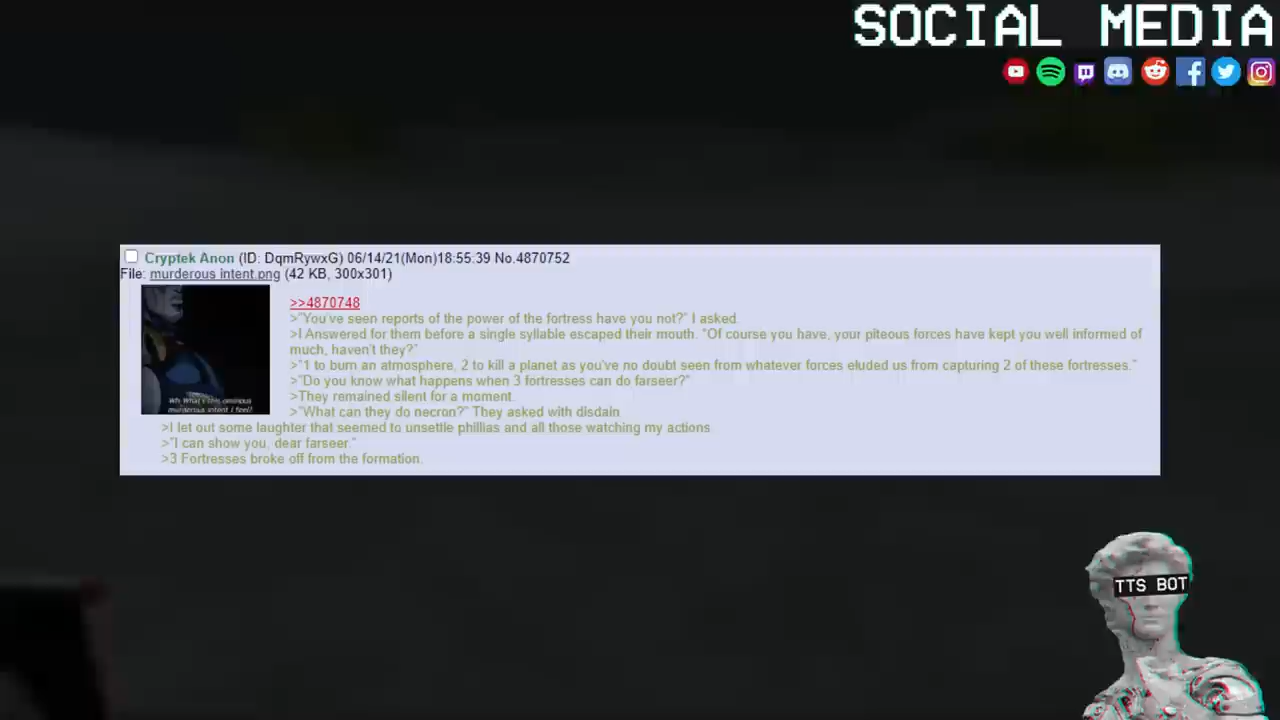 SOCIAL MEDIA
Cryptek Anon (ID: DqmRywxG) 06/14/21(Mon)18:55:39 No.4870752
File: murderous intent.png (42 KB, 300x301)
>>4870748
>"You've seen reports of the power of the fortress have you not?" I asked.
>I Answered for them before a single syllable escaped their mouth. "Of course you have, your piteous forces have kept you well informed of
much, haven't they?"
>"1 to burn an atmosphere, 2 to kill a planet as you've no doubt seen from whatever forces eluded us from capturing 2 of these fortresses."
>"Do you know what happens when 3 fortresses can do farseer?"
>They remained silent for a moment.
>"What can they do necron?" They asked with disdain
Wh- What's this ominous
murderous intent I feel!
>I let out some laughter that seemed to unsettle phillias and all those watching my actions.
>"I can show you, dear farseer."
>3 Fortresses broke off from the formation.
TTS BOT